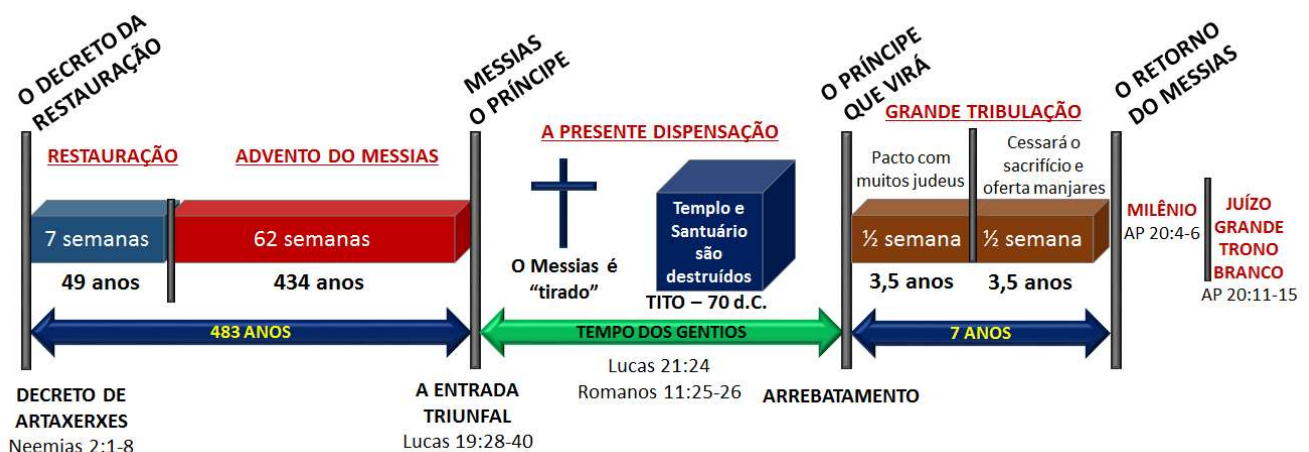 O DECRETO DA
RESTAURAÇÃO
MESSIAS
O PRÍNCIPE
O PRÍNCIPE
QUE VIRÁ
O RETORNO
DO MESSIAS
RESTAURAÇÃO
ADVENTO DO MESSIAS
A PRESENTE DISPENSAÇÃO
GRANDE TRIBULAÇÃO
Pacto com
muitos judeus
Cessará o
sacrifício e
oferta manjares
7 semanas
62 semanas
49 anos
434 anos
O Messias é
“tirado”
Templo e
Santuário
são
destruídos
TITO – 70 d.C.
½ semana
½ semana
3,5 anos
3,5 anos
MILÊNIO
AP 20:4-6
JUÍZO
GRANDE
TRONO
BRANCO
AP 20:11-15
483 ANOS
TEMPO DOS GENTIOS
7 ANOS
Lucas 21:24
Romanos 11:25-26
DECRETO DE
ARTAXERXES
Neemias 2:1-8
A ENTRADA
TRIUNFAL
Lucas 19:28-40
ARREBATAMENTO